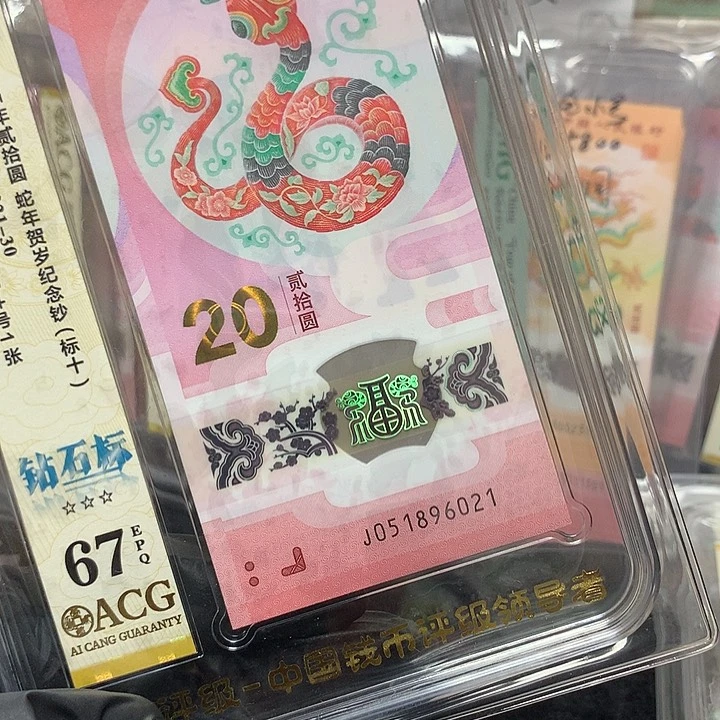 年贰拾圆 蛇年贺岁纪念钞(标十)
号1张
钻石标
☆☆☆
67
EPQ
ACG
AI CANG GUARANTY
20
贰拾圆
福
J051896021
评级-中国钱币评级领导者
ACG